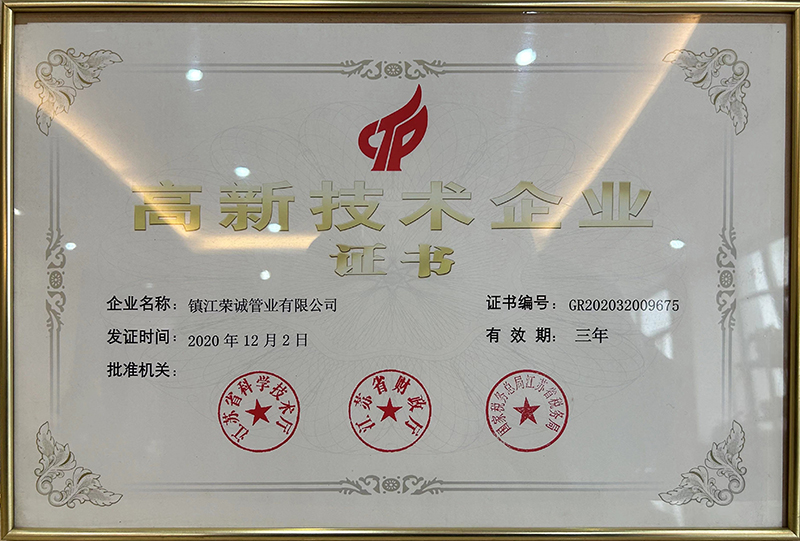 CTP
高新技术企业
证书
企业名称：镇江荣诚管业有限公司
证书编号：GR202032009675
发证时间：2020年12月2日
有效期：三年
批准机关：
江苏省科学技术厅
江苏省财政厅
国家税务总局江苏省税务局